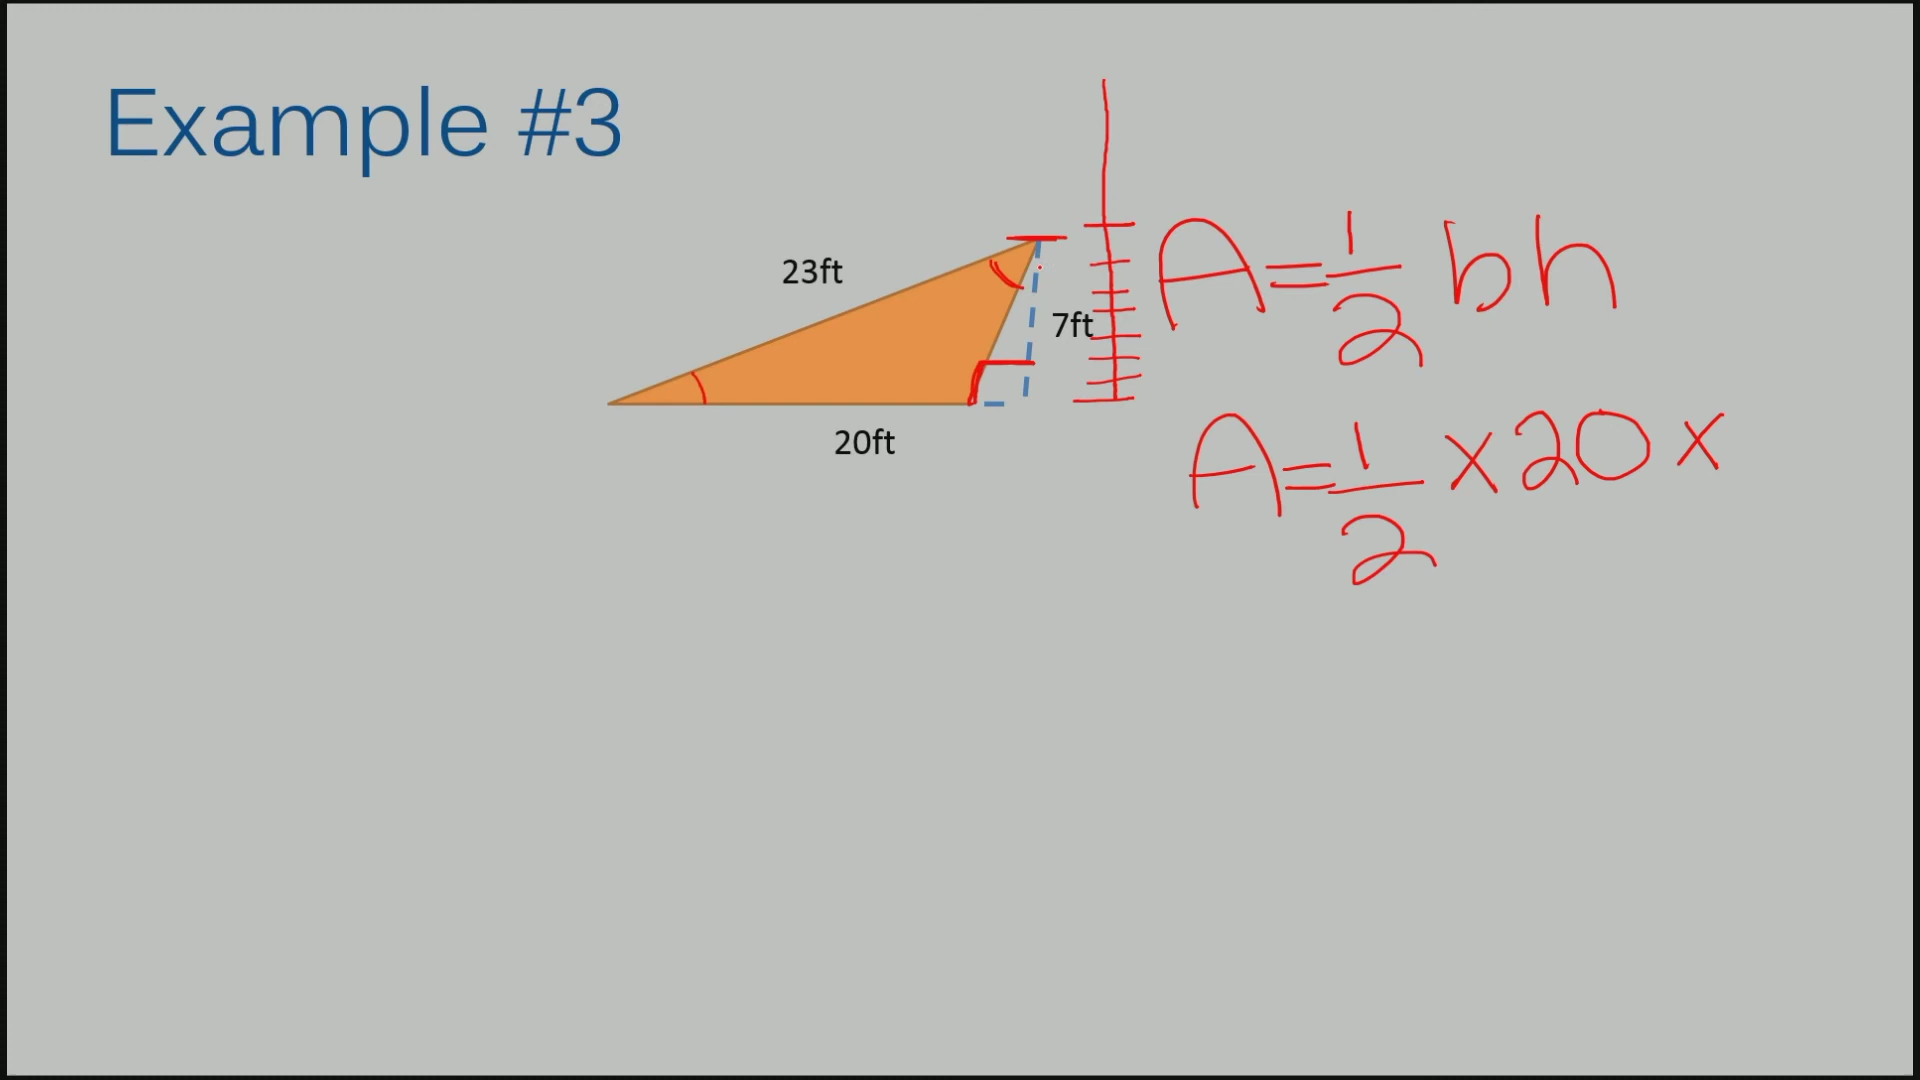 Example #3
23ft
7ft
20ft
A = 1/2 bh
A = 1/2 × 20 ×